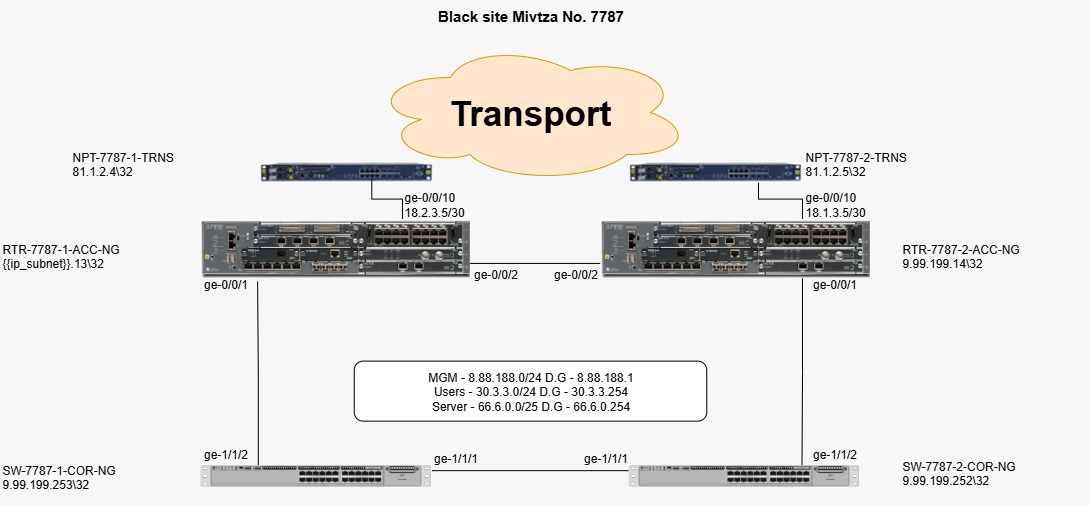 Black site Mivtza No. 7787
Transport
NPT-7787-1-TRNS
81.1.2.4\32
NPT-7787-2-TRNS
81.1.2.5\32
ge-0/0/10
18.2.3.5/30
ge-0/0/10
18.1.3.5/30
RTR-7787-1-ACC-NG
{{ip_subnet}}.13\32
RTR-7787-2-ACC-NG
9.99.199.14\32
ge-0/0/2
ge-0/0/2
ge-0/0/1
ge-0/0/1
MGM - 8.88.188.0/24 D.G - 8.88.188.1
Users - 30.3.3.0/24 D.G - 30.3.3.254
Server - 66.6.0.0/25 D.G - 66.6.0.254
ge-1/1/2
ge-1/1/1
ge-1/1/1
ge-1/1/2
SW-7787-1-COR-NG
9.99.199.253\32
SW-7787-2-COR-NG
9.99.199.252\32